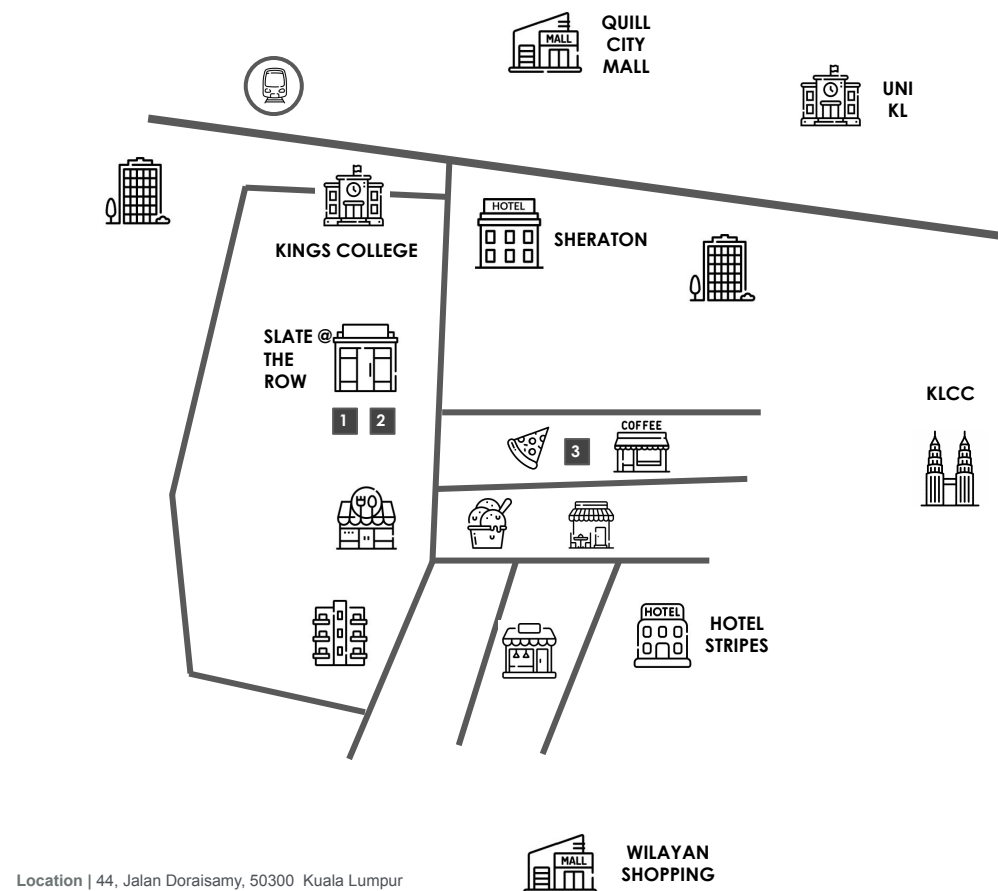 QUILL
CITY
MALL
MALL
UNI
KL
HOTEL
SHERATON
KINGS COLLEGE
SLATE @
THE
ROW
KLCC
1 2
COFFEE
3
HOTEL
HOTEL
STRIPES
MALL
WILAYAN
SHOPPING
Location | 44, Jalan Doraisamy, 50300 Kuala Lumpur